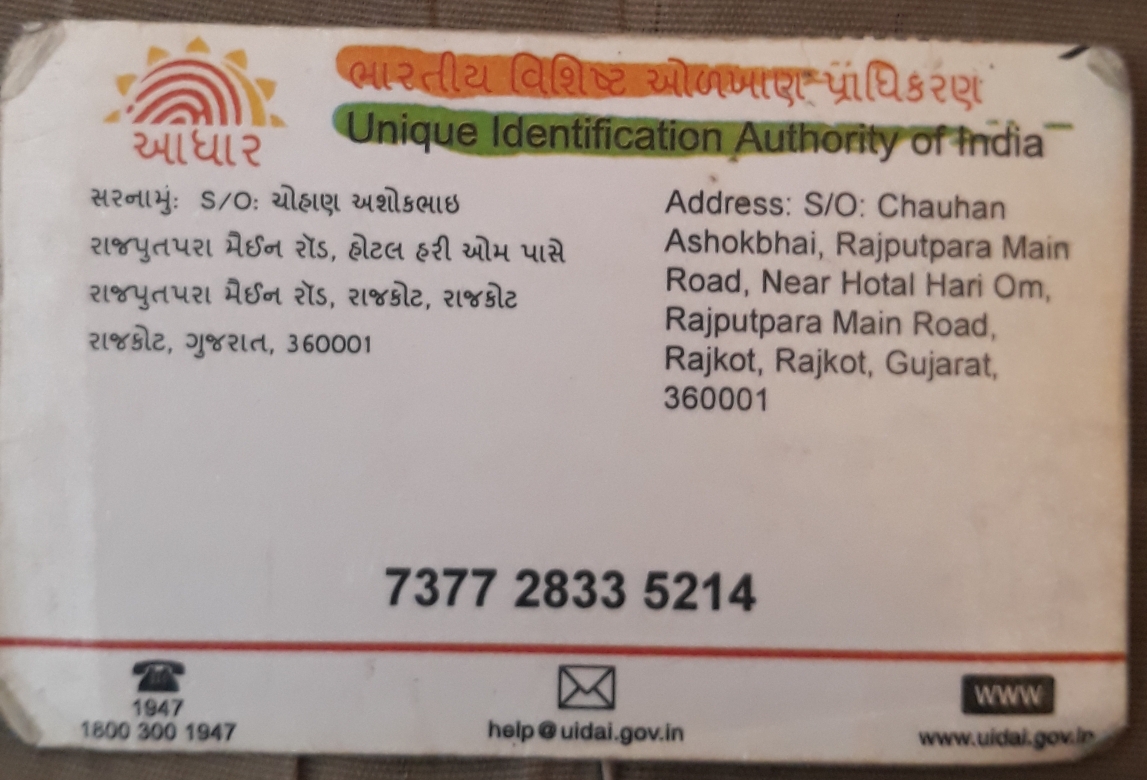 ભારતીય વિશિષ્ટ ઓળખાણ પ્રાધિકરણ
Unique Identification Authority of India
આધાર
સરનામું: S/O: ચોહાણ અશોકભાઇ
રાજપુતપરા મૈઈન રૉડ, હોટલ હરી ઓમ પાસે
રાજપુતપરા મૈઈન રૉડ, રાજકોટ, રાજકોટ
રાજકોટ, ગુજરાત, 360001
Address: S/O: Chauhan
Ashokbhai, Rajputpara Main
Road, Near Hotal Hari Om,
Rajputpara Main Road,
Rajkot, Rajkot, Gujarat,
360001
7377 2833 5214
1947
1800 300 1947
help@uidai.gov.in
WWW
www.uidai.gov.in